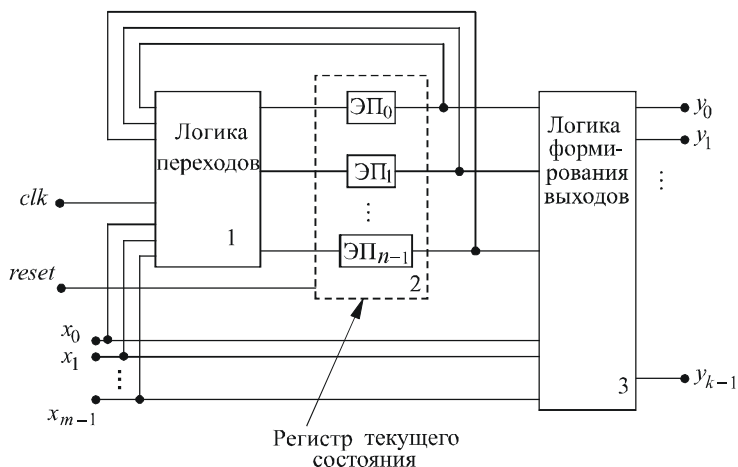 Логика
переходов
1
ЭП0
ЭП1
⋮
ЭПn−1
2
Логика
форми-
рования
выходов
3
y0
y1
⋮
yk−1
clk
reset
x0
x1
⋮
xm−1
Регистр текущего
состояния